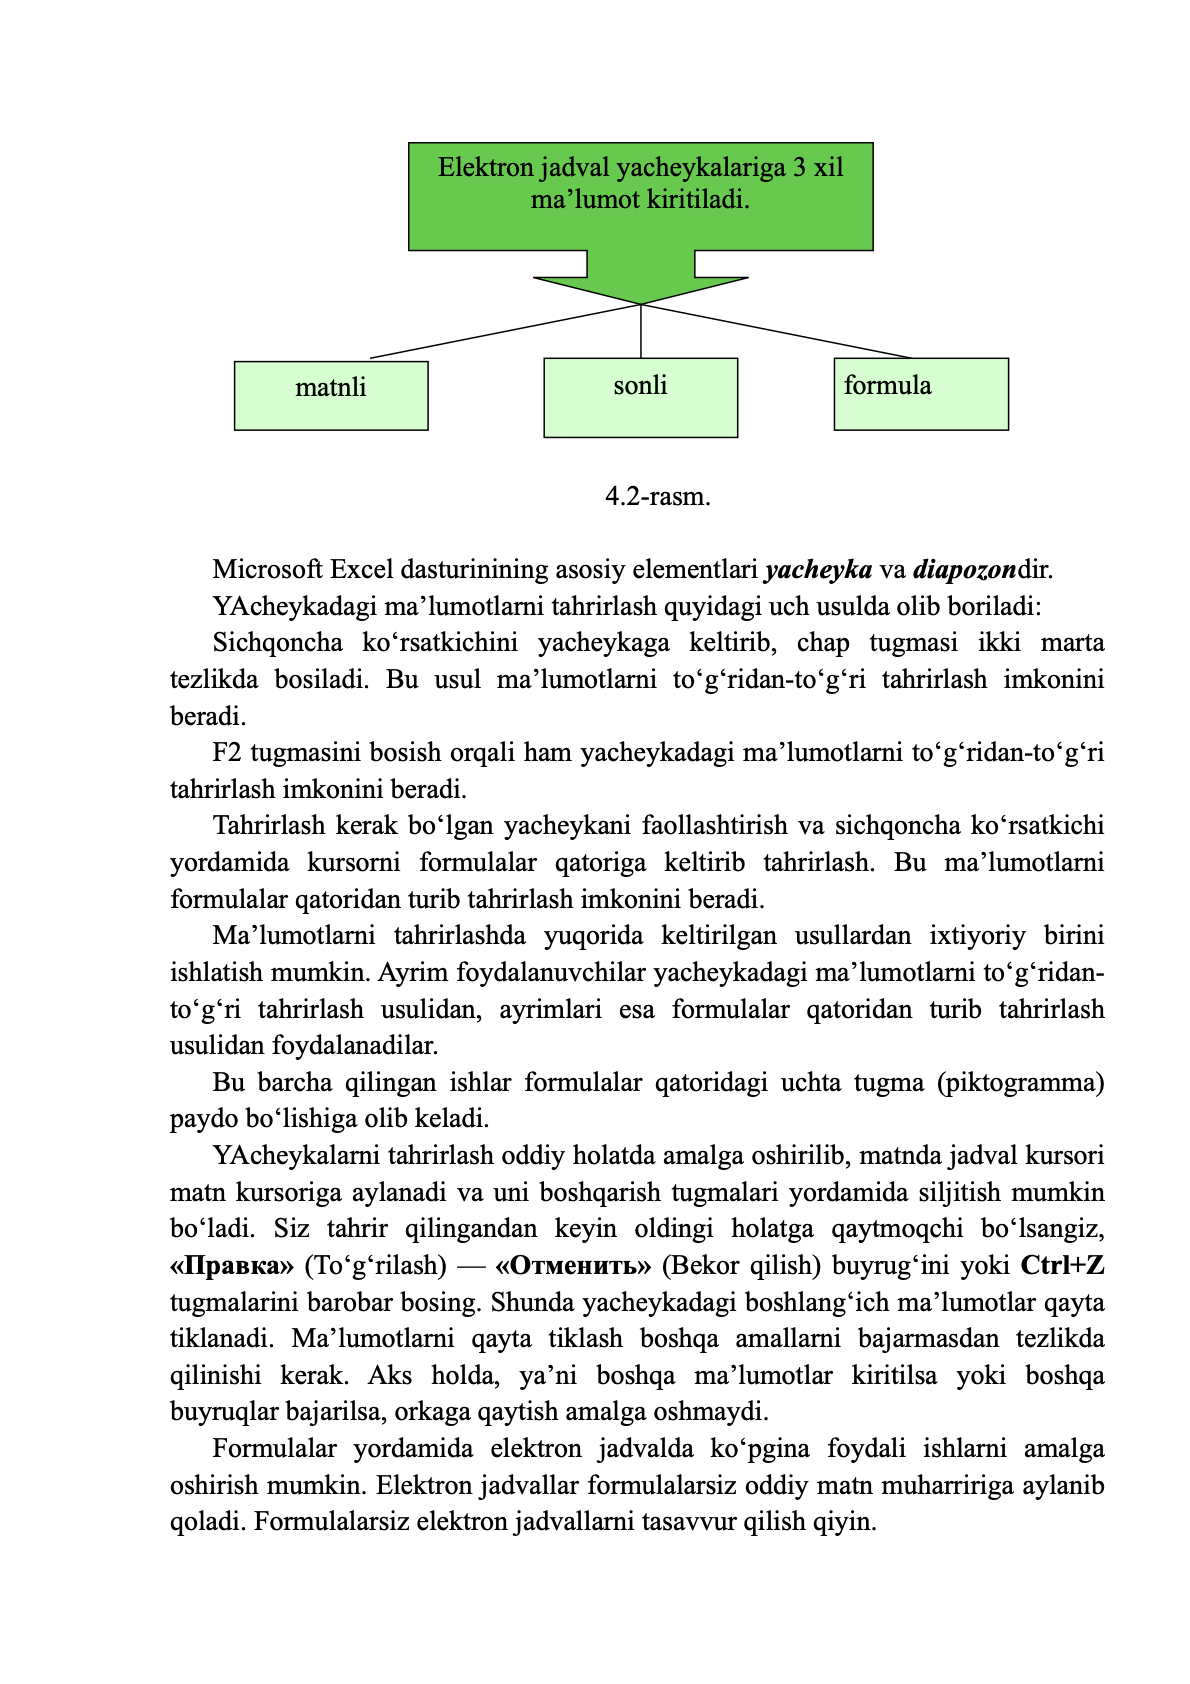 Elektron jadval yacheykalariga 3 xil
ma’lumot kiritiladi.
matnli
sonli
formula
4.2-rasm.
Microsoft Excel dasturinining asosiy elementlari yacheyka va diapozondir.
YAcheykadagi ma’lumotlarni tahrirlash quyidagi uch usulda olib boriladi:
Sichqoncha ko‘rsatkichini yacheykaga keltirib, chap tugmasi ikki marta
tezlikda bosiladi. Bu usul ma’lumotlarni to‘g‘ridan-to‘g‘ri tahrirlash imkonini
beradi.
F2 tugmasini bosish orqali ham yacheykadagi ma’lumotlarni to‘g‘ridan-to‘g‘ri
tahrirlash imkonini beradi.
Tahrirlash kerak bo‘lgan yacheykani faollashtirish va sichqoncha ko‘rsatkichi
yordamida kursorni formulalar qatoriga keltirib tahrirlash. Bu ma’lumotlarni
formulalar qatoridan turib tahrirlash imkonini beradi.
Ma’lumotlarni tahrirlashda yuqorida keltirilgan usullardan ixtiyoriy birini
ishlatish mumkin. Ayrim foydalanuvchilar yacheykadagi ma’lumotlarni to‘g‘ridan-
to‘g‘ri tahrirlash usulidan, ayrimlari esa formulalar qatoridan turib tahrirlash
usulidan foydalanadilar.
Bu barcha qilingan ishlar formulalar qatoridagi uchta tugma (piktogramma)
paydo bo‘lishiga olib keladi.
YAcheykalarni tahrirlash oddiy holatda amalga oshirilib, matnda jadval kursori
matn kursoriga aylanadi va uni boshqarish tugmalari yordamida siljitish mumkin
bo‘ladi. Siz tahrir qilingandan keyin oldingi holatga qaytmoqchi bo‘lsangiz,
«Правка» (To‘g‘rilash) — «Отменить» (Bekor qilish) buyrug‘ini yoki Ctrl+Z
tugmalarini barobar bosing. Shunda yacheykadagi boshlang‘ich ma’lumotlar qayta
tiklanadi. Ma’lumotlarni qayta tiklash boshqa amallarni bajarmasdan tezlikda
qilinishi kerak. Aks holda, ya’ni boshqa ma’lumotlar kiritilsa yoki boshqa
buyruqlar bajarilsa, orkaga qaytish amalga oshmaydi.
Formulalar yordamida elektron jadvalda ko‘pgina foydali ishlarni amalga
oshirish mumkin. Elektron jadvallar formulalarsiz oddiy matn muharririga aylanib
qoladi. Formulalarsiz elektron jadvallarni tasavvur qilish qiyin.